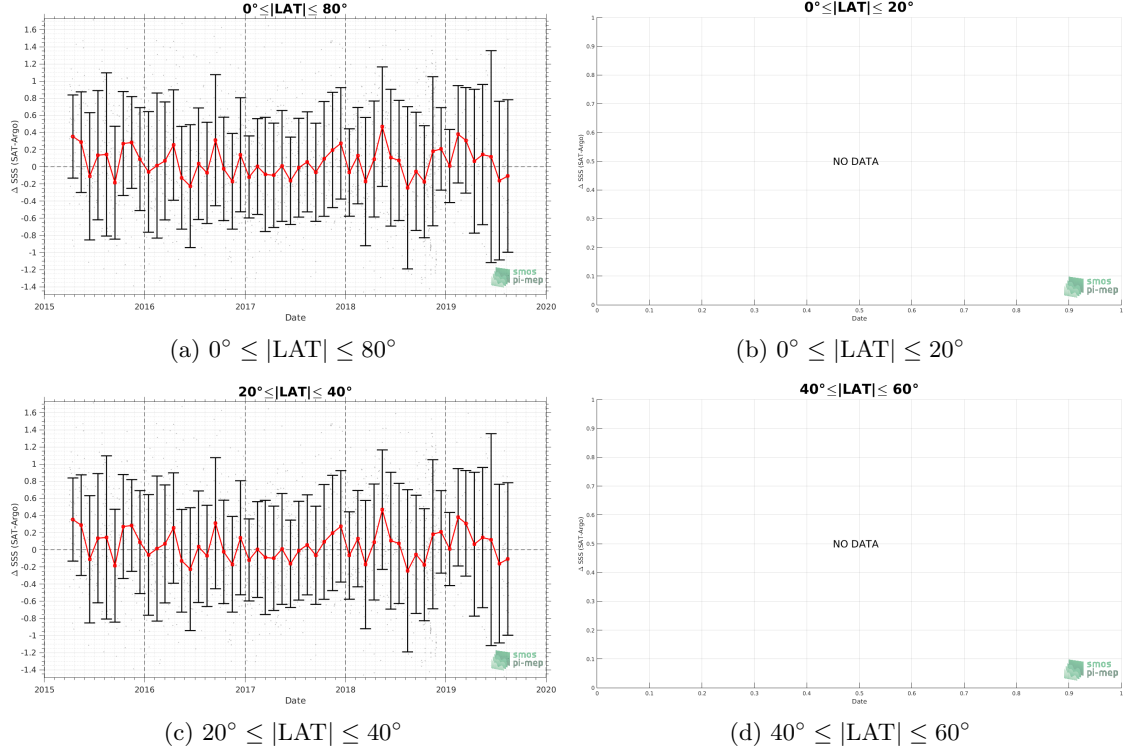 0°≤|LAT|≤ 80°
1.6
1.4
1.2
1
0.8
0.6
0.4
0.2
0
-0.2
-0.4
-0.6
-0.8
-1
-1.2
-1.4
Δ SSS (SAT-Argo)
2015 2016 2017 2018 2019 2020
Date
smos
pi-mep
(a) 0° ≤ |LAT| ≤ 80°
0°≤|LAT|≤ 20°
1
0.9
0.8
0.7
0.6
0.5
0.4
0.3
0.2
0.1
0
Δ SSS (SAT-Argo)
NO DATA
0 0.1 0.2 0.3 0.4 0.5 0.6 0.7 0.8 0.9 1
Date
smos
pi-mep
(b) 0° ≤ |LAT| ≤ 20°
20°≤|LAT|≤ 40°
1.6
1.4
1.2
1
0.8
0.6
0.4
0.2
0
-0.2
-0.4
-0.6
-0.8
-1
-1.2
-1.4
Δ SSS (SAT-Argo)
2015 2016 2017 2018 2019 2020
Date
smos
pi-mep
(c) 20° ≤ |LAT| ≤ 40°
40°≤|LAT|≤ 60°
1
0.9
0.8
0.7
0.6
0.5
0.4
0.3
0.2
0.1
0
Δ SSS (SAT-Argo)
NO DATA
0 0.1 0.2 0.3 0.4 0.5 0.6 0.7 0.8 0.9 1
Date
smos
pi-mep
(d) 40° ≤ |LAT| ≤ 60°